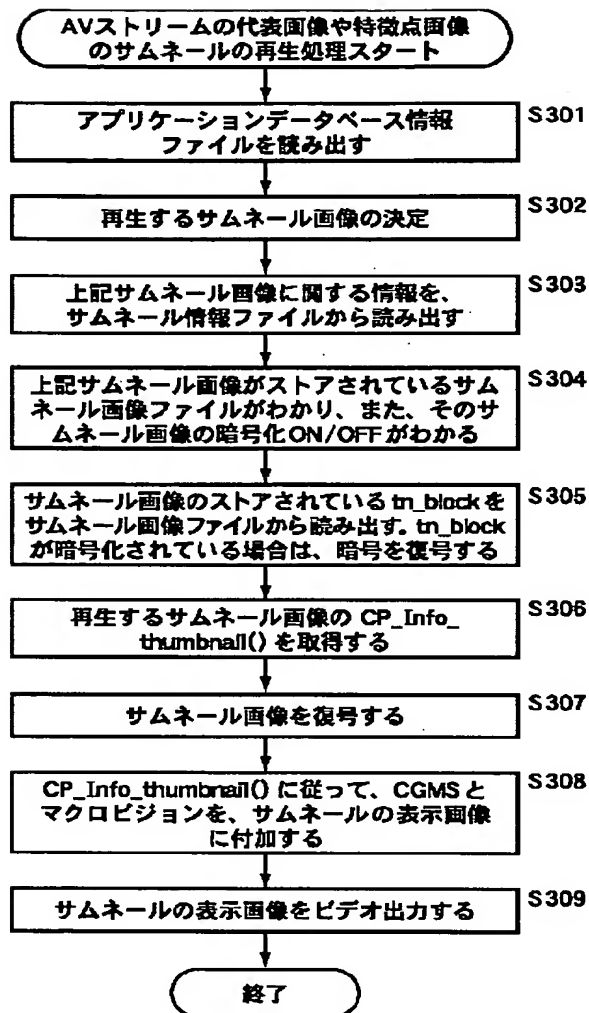 AVストリームの代表画像や特徴点画像
のサムネールの再生処理スタート
アプリケーションデータベース情報
ファイルを読み出す
S301
再生するサムネール画像の決定
S302
上記サムネール画像に関する情報を、
サムネール情報ファイルから読み出す
S303
上記サムネール画像がストアされているサム
ネール画像ファイルがわかり、また、そのサ
ムネール画像の暗号化ON/OFFがわかる
S304
サムネール画像のストアされているtn_blockを
サムネール画像ファイルから読み出す。tn_block
が暗号化されている場合は、暗号を復号する
S305
再生するサムネール画像の CP_Info_
thumbnail() を取得する
S306
サムネール画像を復号する
S307
CP_Info_thumbnail() に従って、CGMSと
マクロビジョンを、サムネールの表示画像
に付加する
S308
サムネールの表示画像をビデオ出力する
S309
終了